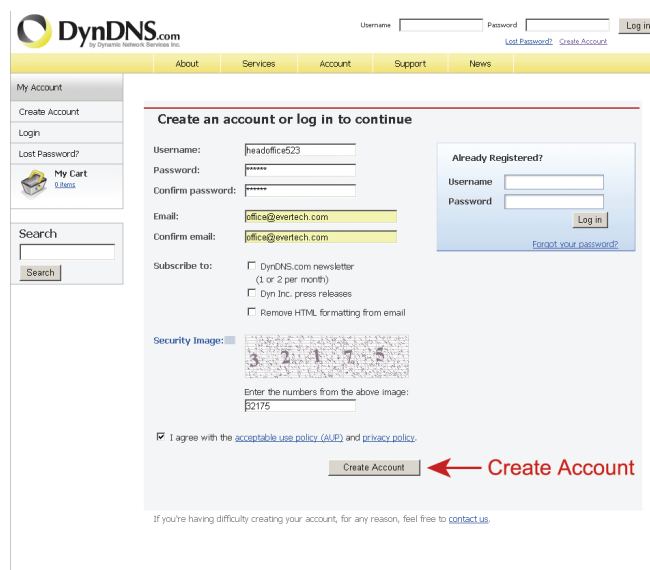 DynDNS.com
by Dynamic Network Services Inc.
Username
Password
Log in
Lost Password? Create Account
About Services Account Support News
My Account
Create Account
Login
Lost Password?
My Cart
0 items
Search
Search
Create an account or log in to continue
Username: headoffice523
Password: ******
Confirm password: ******
Email: office@evertech.com
Confirm email: office@evertech.com
Subscribe to:
DynDNS.com newsletter
(1 or 2 per month)
Dyn Inc. press releases
Remove HTML formatting from email
Security Image:
3 2 1 7 5
Enter the numbers from the above image:
32175
I agree with the acceptable use policy (AUP) and privacy policy.
Create Account
Create Account
Already Registered?
Username
Password
Log in
Forgot your password?
If you're having difficulty creating your account, for any reason, feel free to contact us.